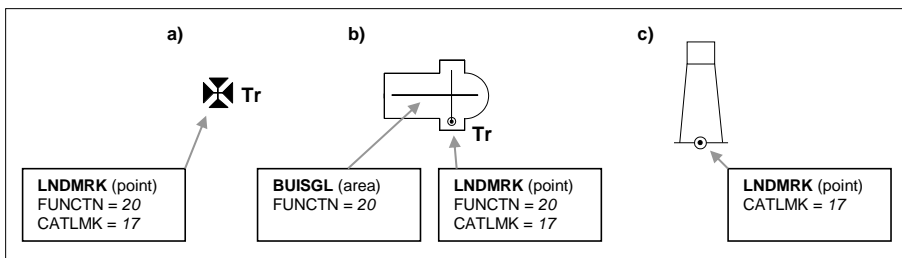 a)
b)
c)
Tr
Tr
LNDMRK (point)
FUNCTN = 20
CATLMK = 17
BUISGL (area)
FUNCTN = 20
LNDMRK (point)
FUNCTN = 20
CATLMK = 17
LNDMRK (point)
CATLMK = 17